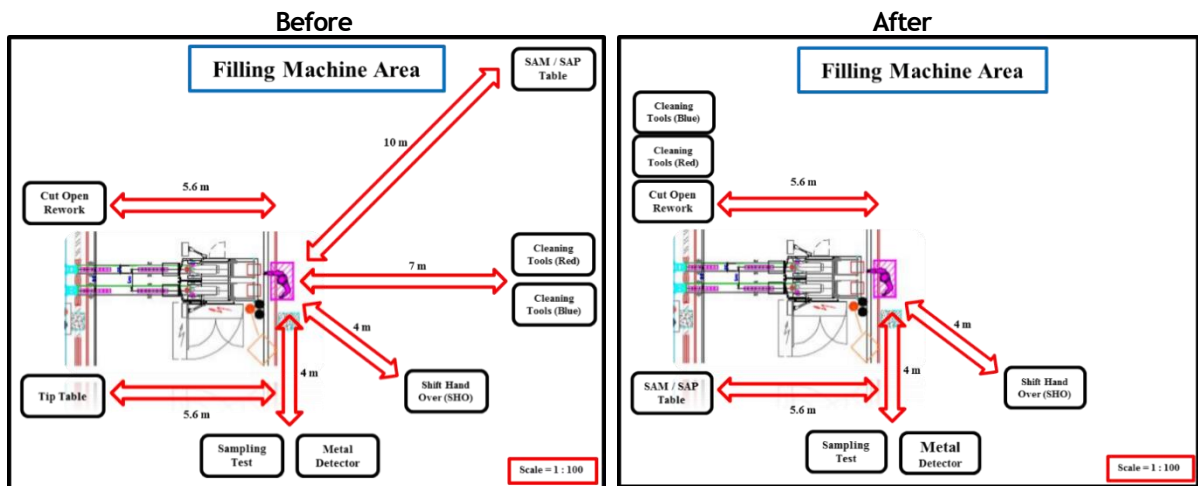 Before
Filling Machine Area
SAM / SAP
Table
10 m
5.6 m
Cut Open
Rework
Cleaning
Tools (Red)
7 m
Cleaning
Tools (Blue)
4 m
4 m
Tip Table
5.6 m
Shift Hand
Over (SHO)
Sampling
Test
Metal
Detector
Scale = 1 : 100
After
Filling Machine Area
Cleaning
Tools (Blue)
Cleaning
Tools (Red)
Cut Open
Rework
5.6 m
4 m
4 m
SAM / SAP
Table
5.6 m
Shift Hand
Over (SHO)
Sampling
Test
Metal
Detector
Scale = 1 : 100